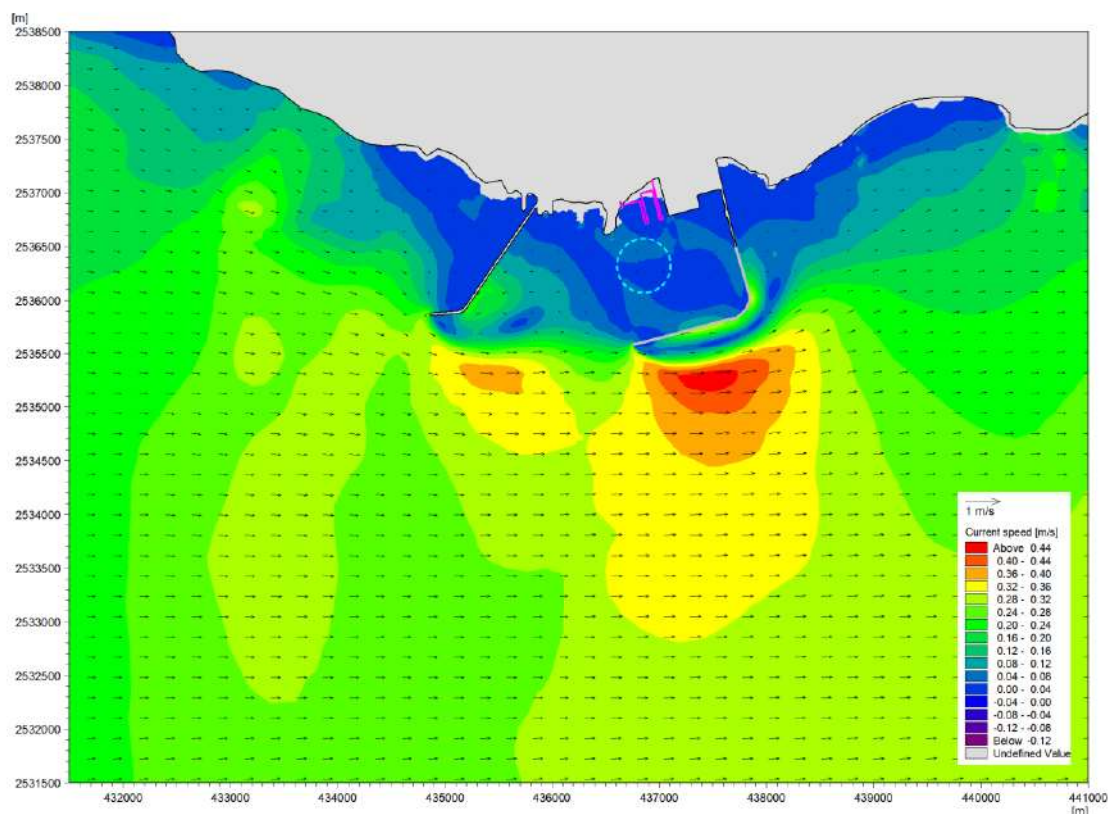 [m]
2538500
2538000
2537500
2537000
2536500
2536000
2535500
2535000
2534500
2534000
2533500
2533000
2532500
2532000
2531500
1 m/s
Current speed [m/s]
Above 0.44
0.40 - 0.44
0.36 - 0.40
0.32 - 0.36
0.28 - 0.32
0.24 - 0.28
0.20 - 0.24
0.16 - 0.20
0.12 - 0.16
0.08 - 0.12
0.04 - 0.08
0.00 - 0.04
-0.04 - 0.00
-0.08 - -0.04
-0.12 - -0.08
Below -0.12
Undefined Value
432000 433000 434000 435000 436000 437000 438000 439000 440000 441000
[m]